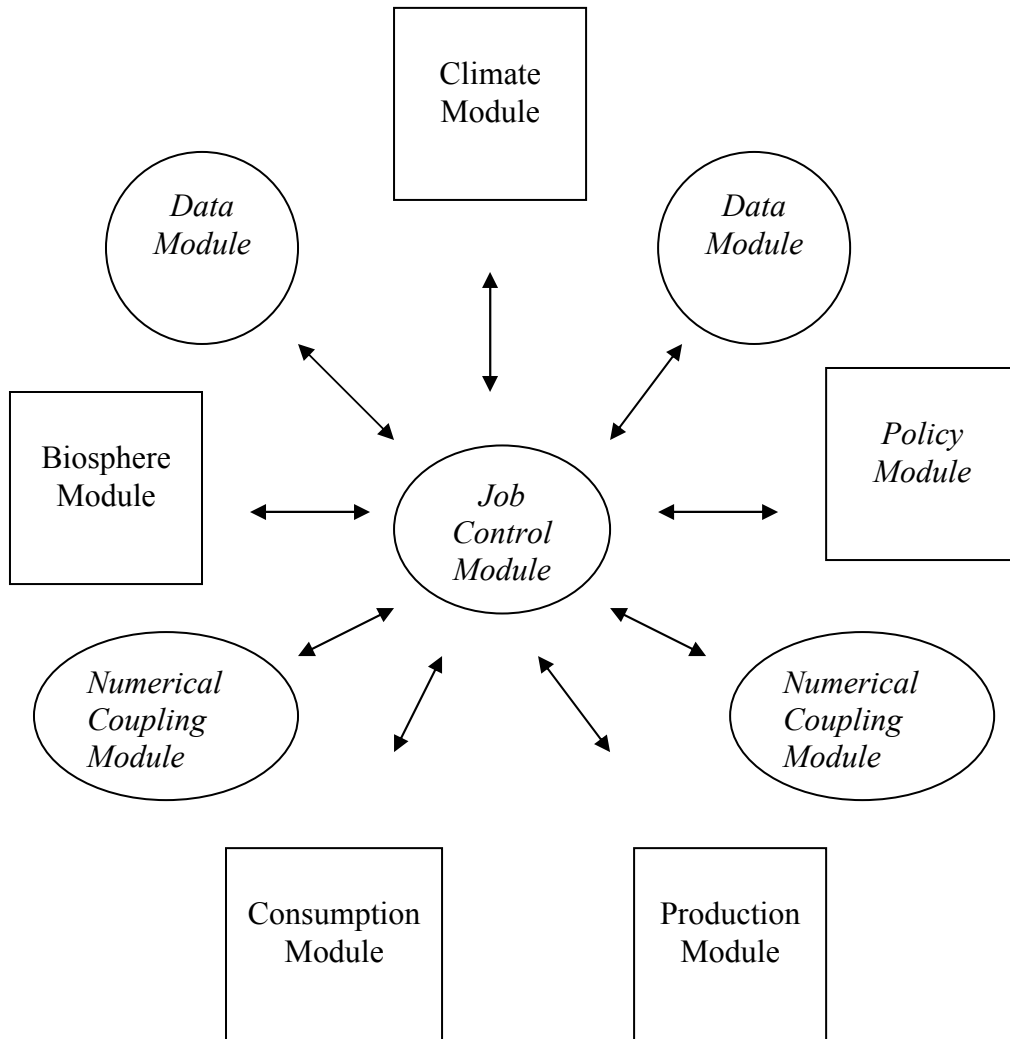 Climate
Module
Data
Module
Data
Module
Biosphere
Module
Job
Control
Module
Policy
Module
Numerical
Coupling
Module
Numerical
Coupling
Module
Consumption
Module
Production
Module